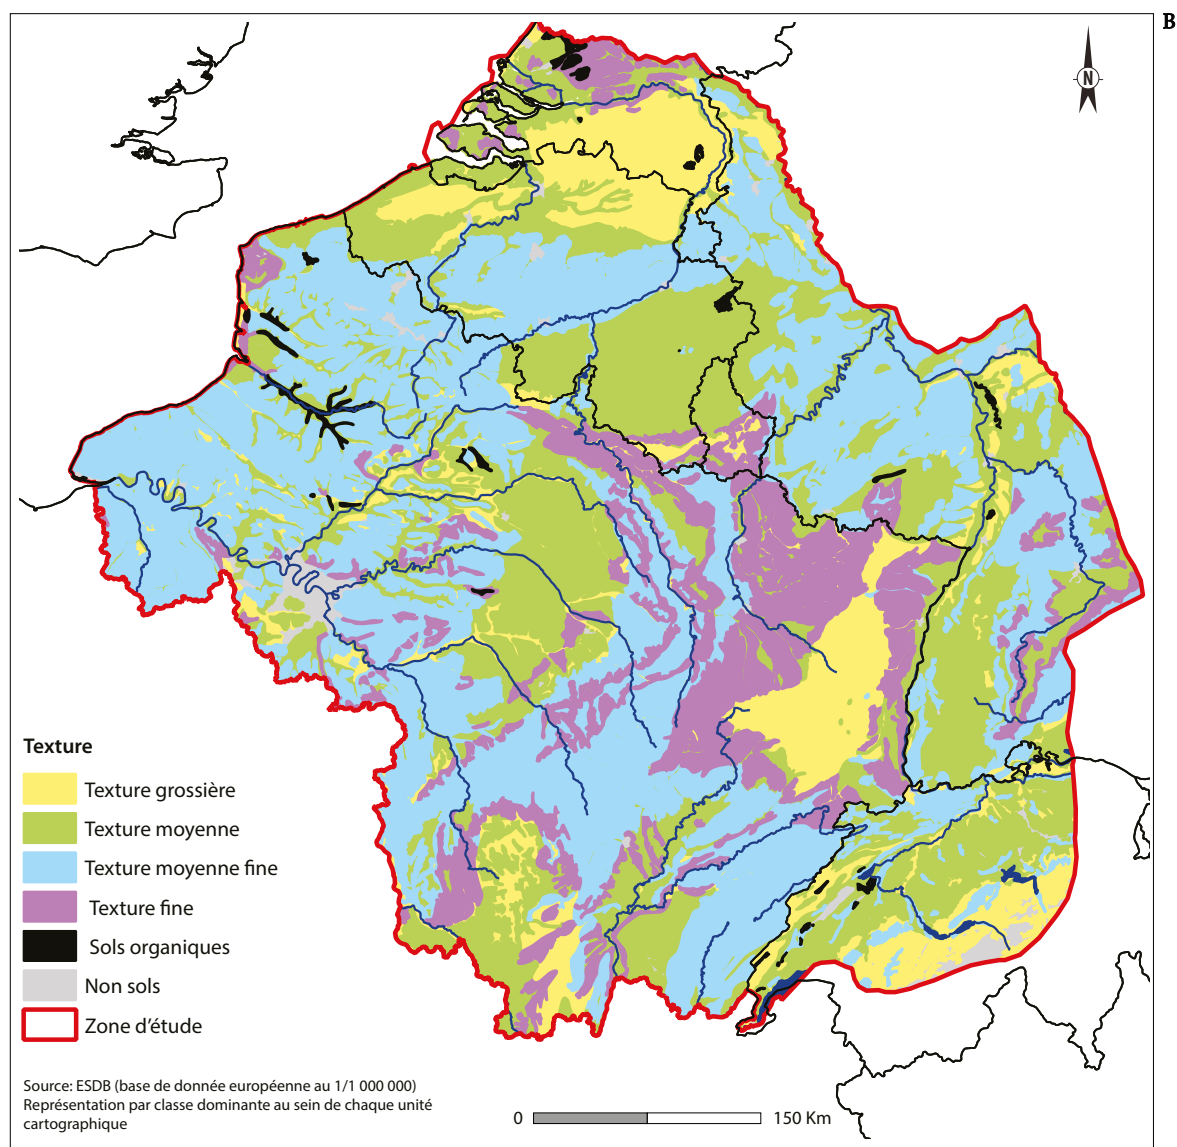 B
N
Texture
Texture grossière
Texture moyenne
Texture moyenne fine
Texture fine
Sols organiques
Non sols
Zone d'étude
Source: ESDB (base de donnée européenne au 1/1 000 000)
Représentation par classe dominante au sein de chaque unité
cartographique
0 150 Km